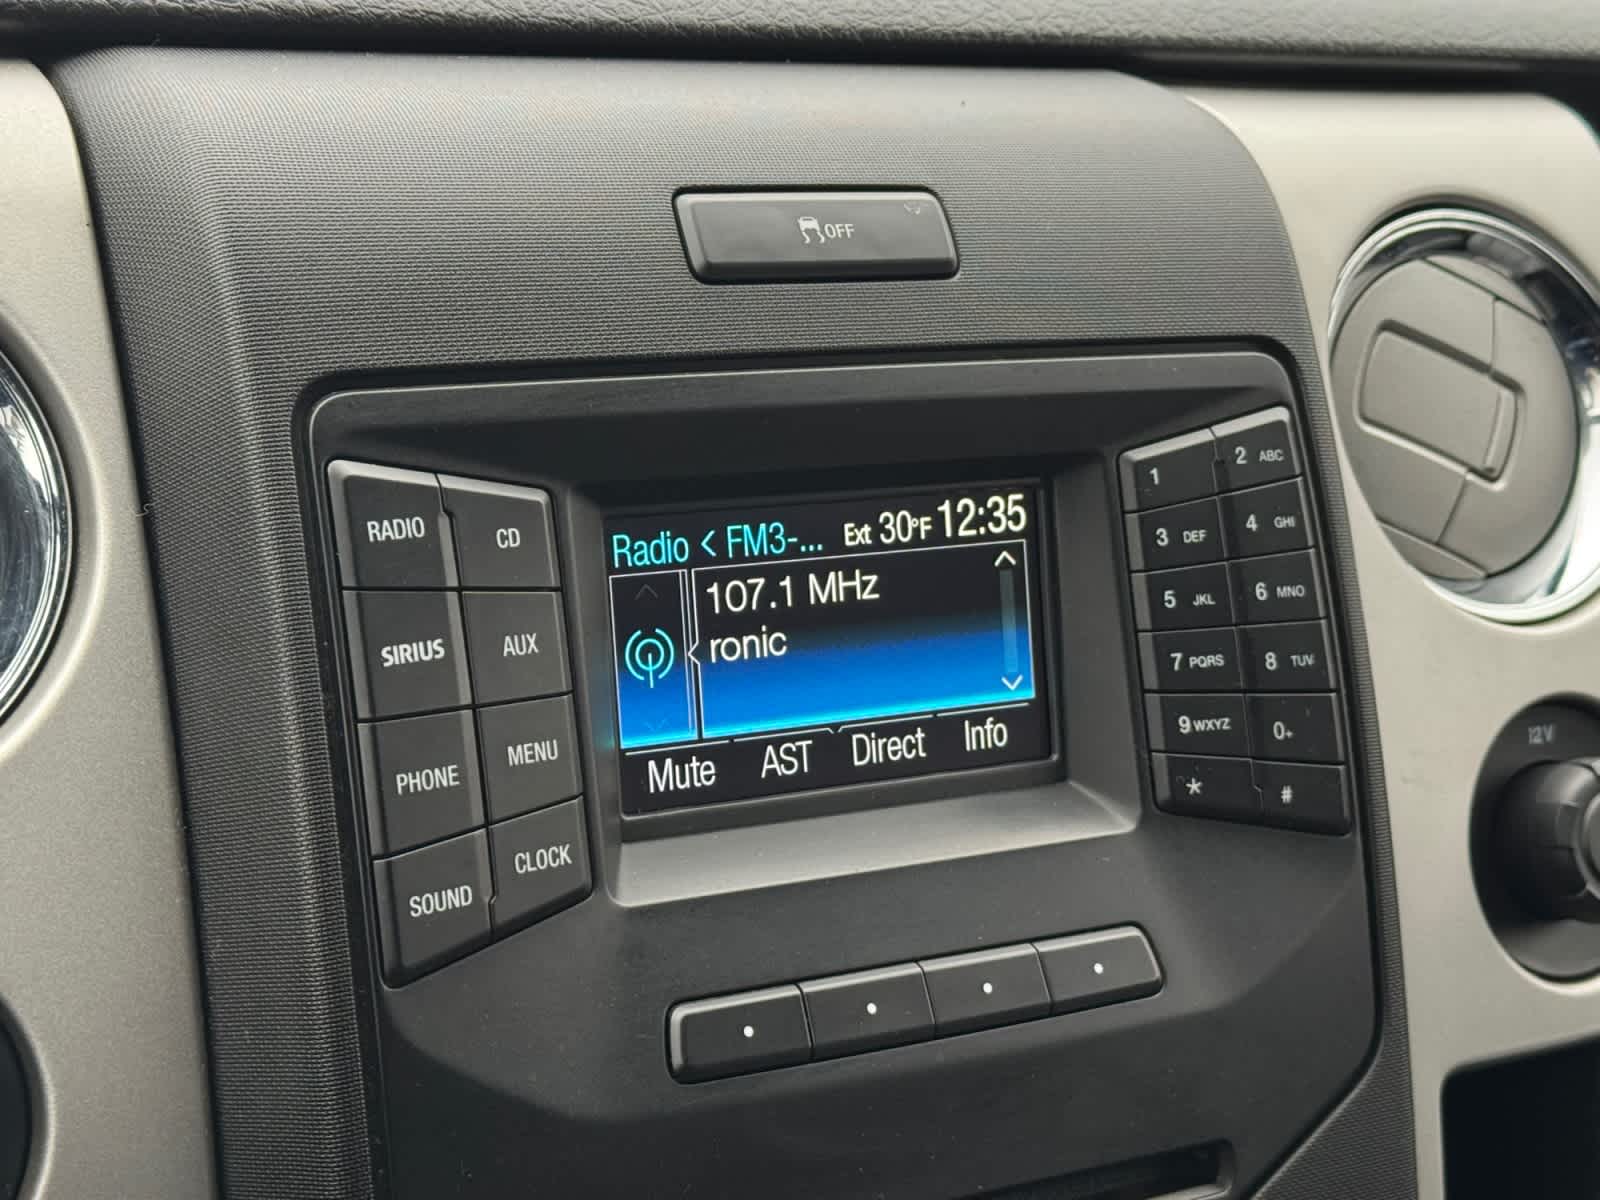 OFF
Radio < FM3-... Ext 30°F 12:35
107.1 MHz
ronic
Mute AST Direct Info
RADIO CD
SIRIUS AUX
PHONE MENU
SOUND CLOCK
1 2 ABC
3 DEF 4 GHI
5 JKL 6 MNO
7 PQRS 8 TUV
9 WXYZ 0+
* #
12V